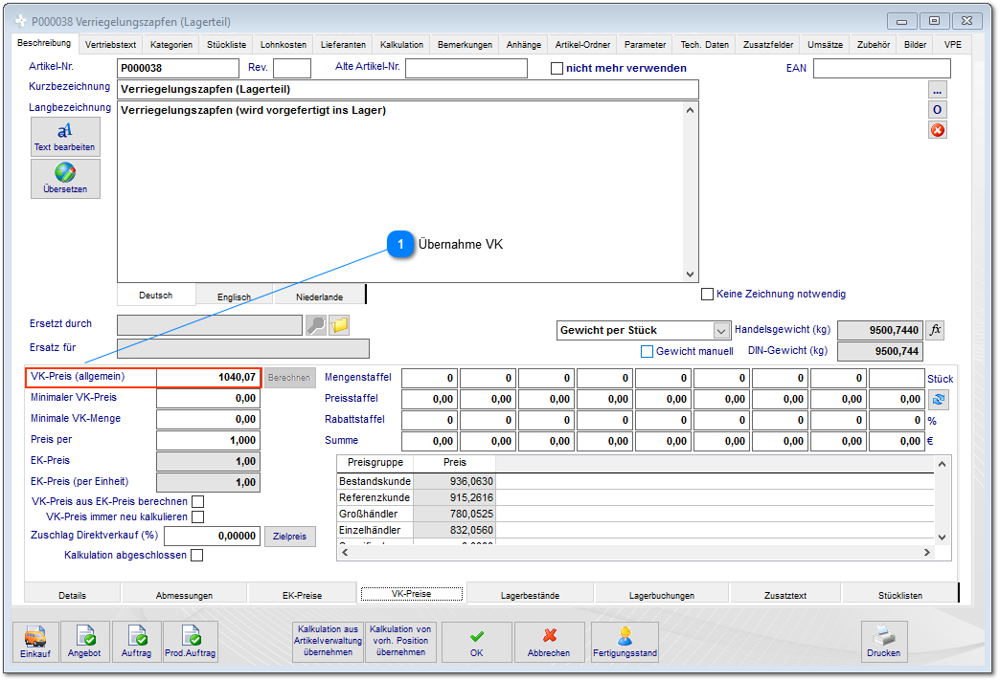 P000038 Verriegelungszapfen (Lagerteil)
Beschreibung Vertriebstext Kategorien Stückliste Lohnkosten Lieferanten Kalkulation Bemerkungen Anhänge Artikel-Ordner Parameter Tech. Daten Zusatzfelder Umsätze Zubehör Bilder VPE
Artikel-Nr. P000038 Rev. Alte Artikel-Nr. nicht mehr verwenden EAN
Kurzbezeichnung Verriegelungszapfen (Lagerteil) ...
Langbezeichnung Verriegelungszapfen (wird vorgefertigt ins Lager) O
aA
Text bearbeiten
Übersetzen
1 Übernahme VK
Deutsch Englisch Niederlande
Keine Zeichnung notwendig
Ersetzt durch Gewicht per Stück Handelsgewicht (kg) 9500,7440 fx
Ersatz für Gewicht manuell DIN-Gewicht (kg) 9500,744
VK-Preis (allgemein) 1040,07 Berechnen Mengenstaffel 0 0 0 0 0 0 0 0 Stück
Minimaler VK-Preis 0,00 Preisstaffel 0,00 0,00 0,00 0,00 0,00 0,00 0,00 0,00 0,00
Minimale VK-Menge 0,00 Rabattstaffel 0 0 0 0 0 0 0 0 0 %
Preis per 1,000 Summe 0,00 0,00 0,00 0,00 0,00 0,00 0,00 0,00 0,00 €
EK-Preis 1,00 Preisgruppe Preis
EK-Preis (per Einheit) 1,00 Bestandskunde 936,0630
VK-Preis aus EK-Preis berechnen Referenzkunde 915,2616
VK-Preis immer neu kalkulieren Großhändler 780,0525
Zuschlag Direktverkauf (%) 0,00000 Zielpreis Einzelhändler 832,0560
Kalkulation abgeschlossen
Details Abmessungen EK-Preise VK-Preise Lagerbestände Lagerbuchungen Zusatztext Stücklisten
Einkauf Angebot Auftrag Prod.Auftrag
Kalkulation aus
Artikelverwaltung
übernehmen
Kalkulation von
vorh. Position
übernehmen
OK Abbrechen Fertigungsstand Drucken